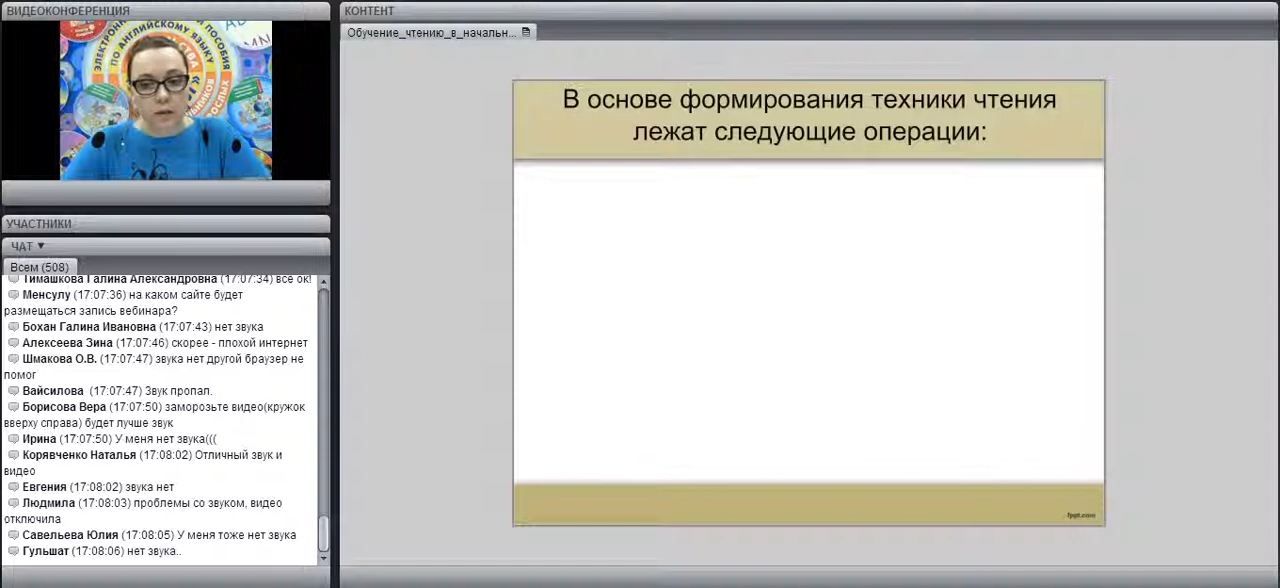 ВИДЕОКОНФЕРЕНЦИЯ
ЭЛЕКТРОННЫЕ ПОСОБИЯ
ПО АНГЛИЙСКОМУ ЯЗЫКУ
УЧАСТНИКИ
ЧАТ ▼
Всем (508)
Тимашкова Галина Александровна (17:07:34) все ок!
Менсулу (17:07:36) на каком сайте будет
размещаться запись вебинара?
Бохан Галина Ивановна (17:07:43) нет звука
Алексеева Зина (17:07:46) скорее - плохой интернет
Шмакова О.В. (17:07:47) звука нет другой браузер не
помог
Вайсилова (17:07:47) Звук пропал.
Борисова Вера (17:07:50) заморозьте видео(кружок
вверху справа) будет лучше звук
Ирина (17:07:50) У меня нет звука(((
Корявченко Наталья (17:08:02) Отличный звук и
видео
Евгения (17:08:02) звука нет
Людмила (17:08:03) проблемы со звуком, видео
отключила
Савельева Юлия (17:08:05) У меня тоже нет звука
Гульшат (17:08:06) нет звука..
КОНТЕНТ
Обучение_чтению_в_начальн...
В основе формирования техники чтения
лежат следующие операции:
fppt.com